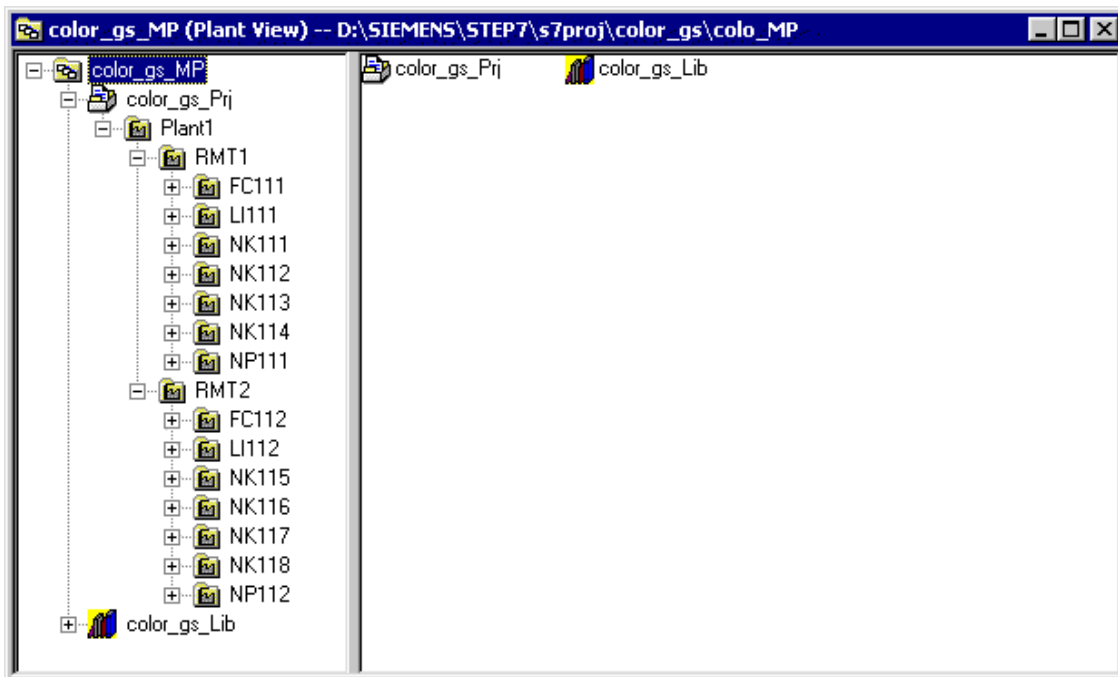 color_gs_MP (Plant View) -- D:\SIEMENS\STEP7\s7proj\color_gs\colo_MP
color_gs_MP
color_gs_Prj
Plant1
RMT1
FC111
LI111
NK111
NK112
NK113
NK114
NP111
RMT2
FC112
LI112
NK115
NK116
NK117
NK118
NP112
color_gs_Lib
color_gs_Prj color_gs_Lib